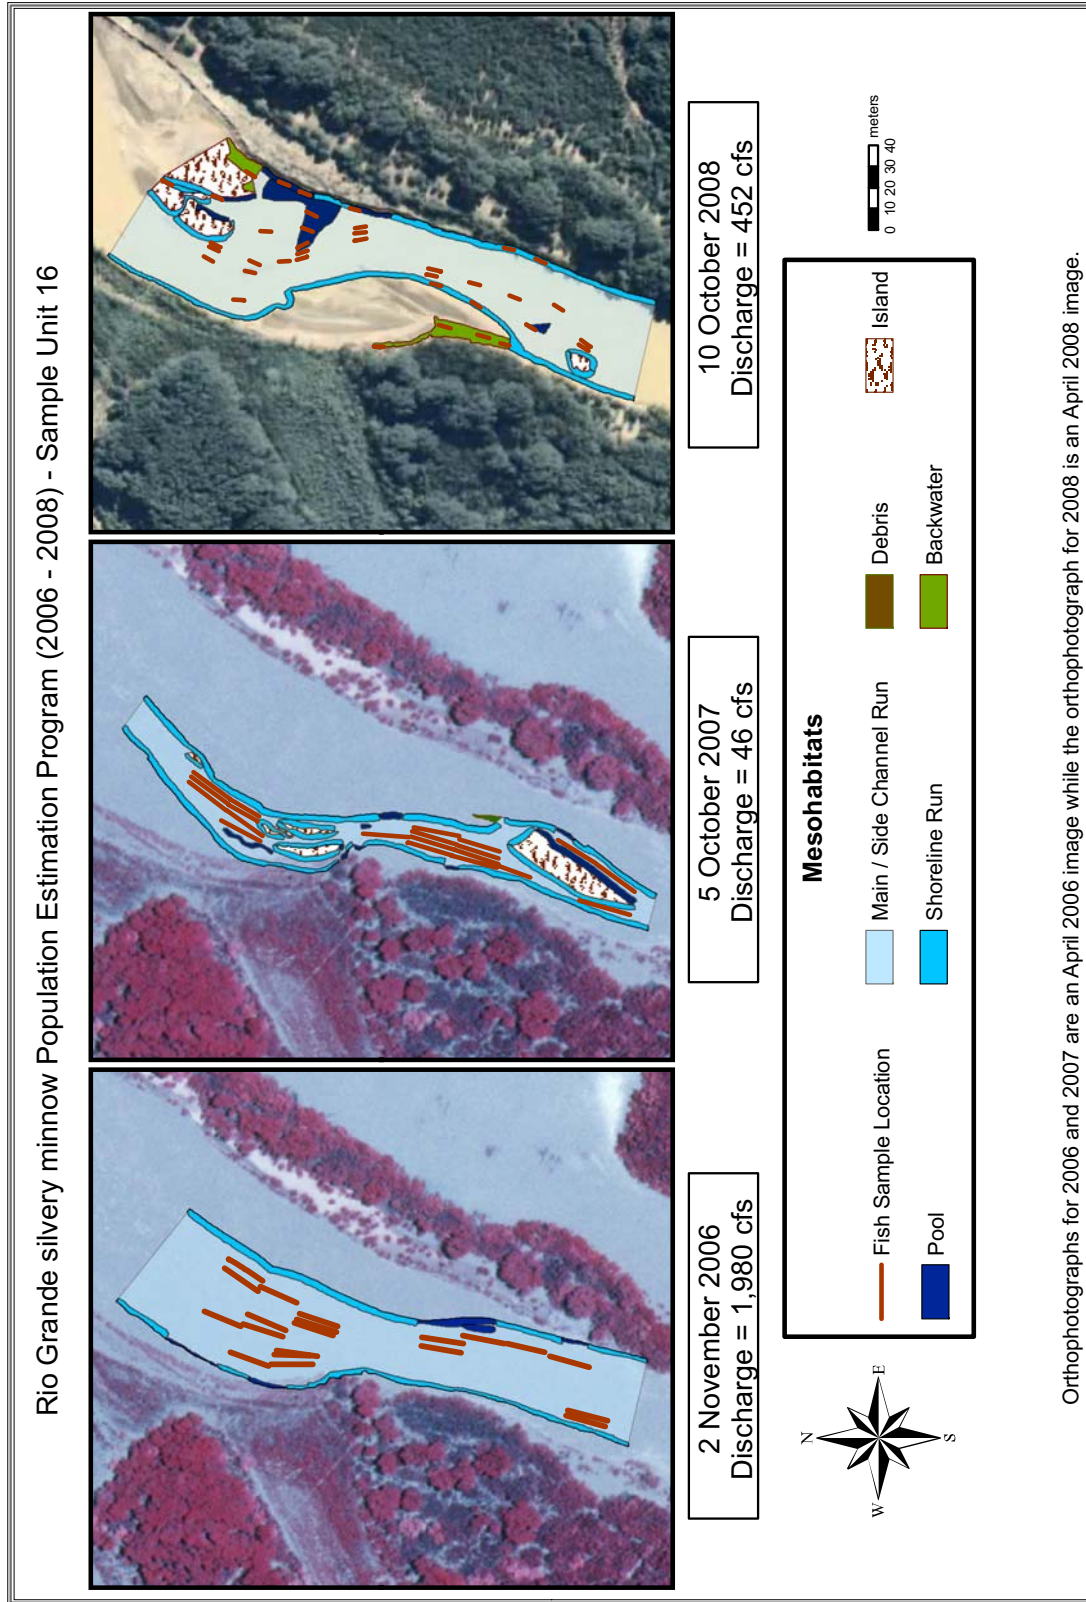 Rio Grande silvery minnow Population Estimation Program (2006 - 2008) - Sample Unit 16
2 November 2006
Discharge = 1,980 cfs
5 October 2007
Discharge = 46 cfs
10 October 2008
Discharge = 452 cfs
N
W
E
S
Mesohabitats
Fish Sample Location
Main / Side Channel Run
Debris
Island
Pool
Shoreline Run
Backwater
0 10 20 30 40
meters
Orthophotographs for 2006 and 2007 are an April 2006 image while the orthophotograph for 2008 is an April 2008 image.